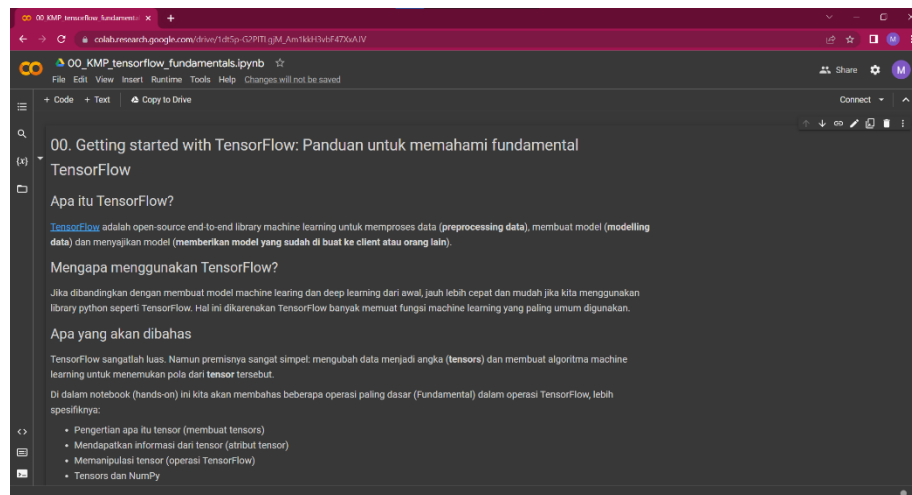 00_KMP_tensorflow_fundamenta
colab.research.google.com/drive/
00_KMP_tensorflow_fundamentals.ipynb
File Edit View Insert Runtime Tools Help Changes will not be saved
Share M
+ Code + Text Copy to Drive
Connect
00. Getting started with TensorFlow: Panduan untuk memahami fundamental
TensorFlow
Apa itu TensorFlow?
TensorFlow adalah open-source end-to-end library machine learning untuk memproses data (preprocessing data), membuat model (modelling
data) dan menyajikan model (memberikan model yang sudah di buat ke client atau orang lain).
Mengapa menggunakan TensorFlow?
Jika dibandingkan dengan membuat model machine learing dan deep learning dari awal, jauh lebih cepat dan mudah jika kita menggunakan
library python seperti TensorFlow. Hal ini dikarenakan TensorFlow banyak memuat fungsi machine learning yang paling umum digunakan.
Apa yang akan dibahas
TensorFlow sangatlah luas. Namun premisnya sangat simpel: mengubah data menjadi angka (tensors) dan membuat algoritma machine
learning untuk menemukan pola dari tensor tersebut.
Di dalam notebook (hands-on) ini kita akan membahas beberapa operasi paling dasar (Fundamental) dalam operasi TensorFlow, lebih
spesifiknya:
• Pengertian apa itu tensor (membuat tensors)
• Mendapatkan informasi dari tensor (atribut tensor)
• Memanipulasi tensor (operasi TensorFlow)
• Tensors dan NumPy